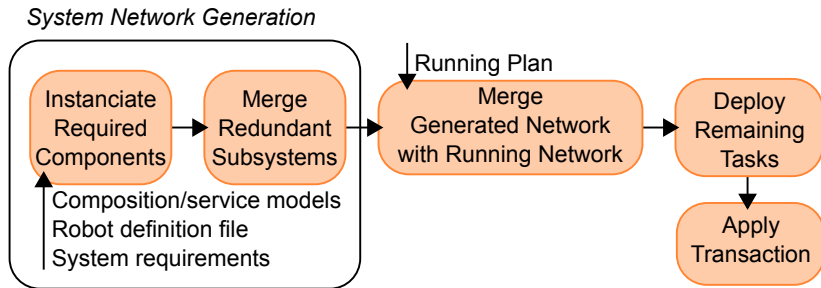 System Network Generation
Instanciate
Required
Components
Merge
Redundant
Subsystems
Composition/service models
Robot definition file
System requirements
Running Plan
Merge
Generated Network
with Running Network
Deploy
Remaining
Tasks
Apply
Transaction